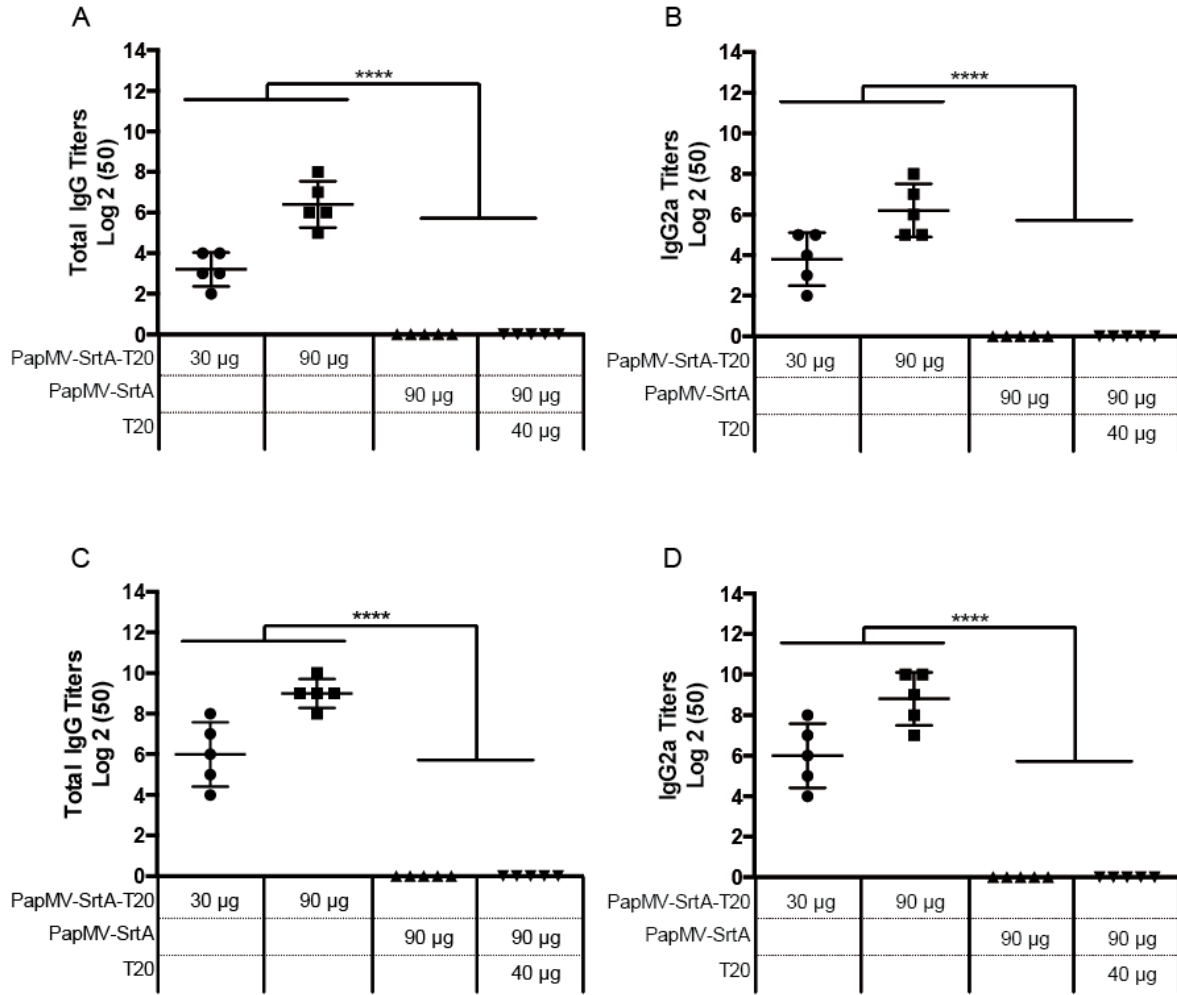 A
Total IgG Titers
Log 2 (50)
14
12
10
8
6
4
2
0
****
PapMV-SrtA-T20 30 µg 90 µg
PapMV-SrtA 90 µg 90 µg
T20 40 µg
B
IgG2a Titers
Log 2 (50)
14
12
10
8
6
4
2
0
****
PapMV-SrtA-T20 30 µg 90 µg
PapMV-SrtA 90 µg 90 µg
T20 40 µg
C
Total IgG Titers
Log 2 (50)
14
12
10
8
6
4
2
0
****
PapMV-SrtA-T20 30 µg 90 µg
PapMV-SrtA 90 µg 90 µg
T20 40 µg
D
IgG2a Titers
Log 2 (50)
14
12
10
8
6
4
2
0
****
PapMV-SrtA-T20 30 µg 90 µg
PapMV-SrtA 90 µg 90 µg
T20 40 µg